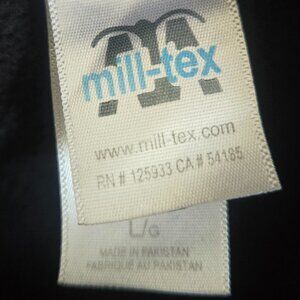 mill-tex
www.mill-tex.com
RN # 125933 CA # 54185
L/G
MADE IN PAKISTAN
FABRIQUÉ AU PAKISTAN